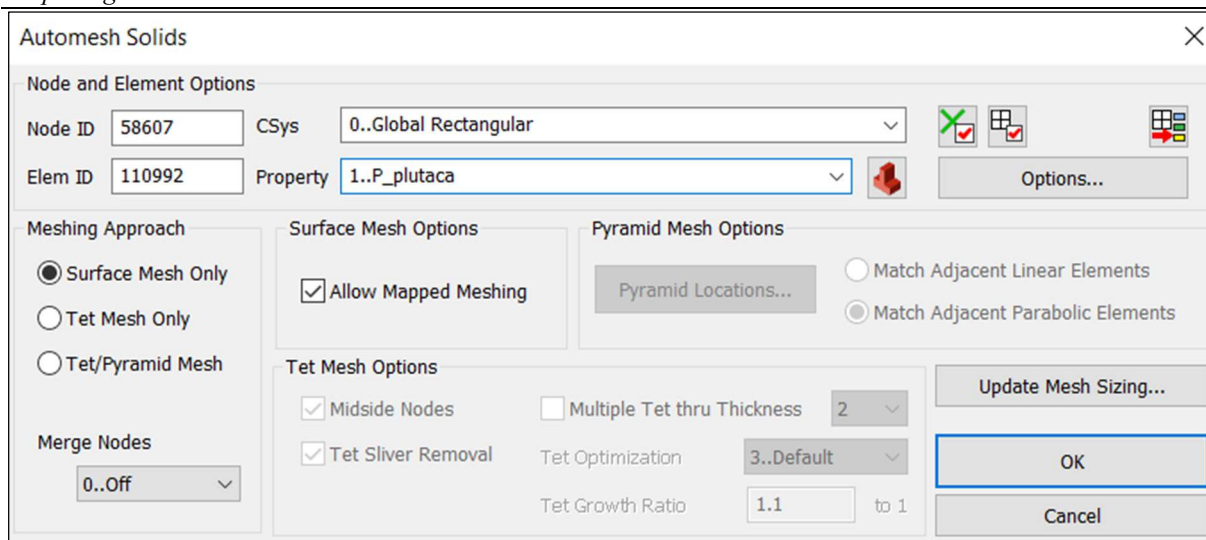 Automesh Solids
Node and Element Options
Node ID 58607 CSys 0..Global Rectangular
Elem ID 110992 Property 1..P_plutaca Options...
Meshing Approach
Surface Mesh Only
Tet Mesh Only
Tet/Pyramid Mesh
Merge Nodes
0..Off
Surface Mesh Options
Allow Mapped Meshing
Pyramid Mesh Options
Pyramid Locations...
Match Adjacent Linear Elements
Match Adjacent Parabolic Elements
Tet Mesh Options
Midside Nodes
Multiple Tet thru Thickness 2
Tet Sliver Removal
Tet Optimization 3..Default
Tet Growth Ratio 1.1 to 1
Update Mesh Sizing...
OK
Cancel